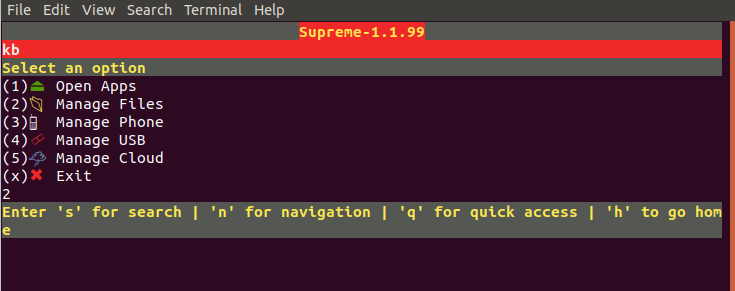 File Edit View Search Terminal Help
Supreme-1.1.99
kb
Select an option
(1) Open Apps
(2) Manage Files
(3) Manage Phone
(4) Manage USB
(5) Manage Cloud
(x) Exit
2
Enter 's' for search | 'n' for navigation | 'q' for quick access | 'h' to go hom
e